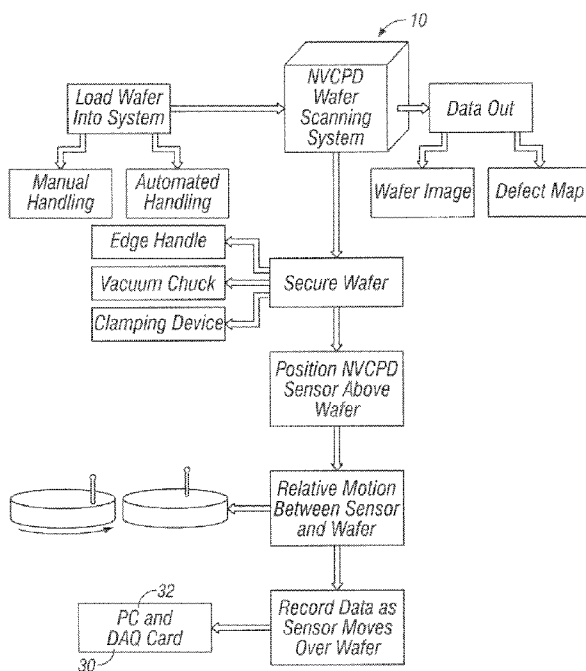 10
Load Wafer
Into System
NVCPD
Wafer
Scanning
System
Data Out
Manual
Handling
Automated
Handling
Wafer Image
Defect Map
Edge Handle
Vacuum Chuck
Clamping Device
Secure Wafer
Position NVCPD
Sensor Above
Wafer
Relative Motion
Between Sensor
and Wafer
32
PC and
DAQ Card
30
Record Data as
Sensor Moves
Over Wafer